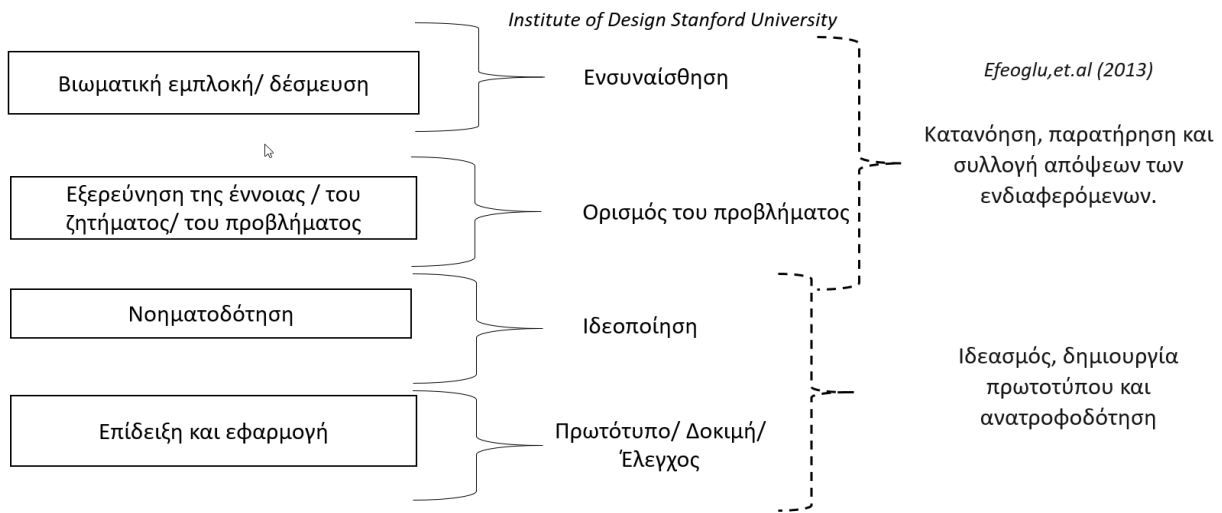 Institute of Design Stanford University
Βιωματική εμπλοκή/ δέσμευση
Ενσυναίσθηση
Efeoglu,et.al (2013)
Κατανόηση, παρατήρηση και
συλλογή απόψεων των
ενδιαφερόμενων.
Εξερεύνηση της έννοιας / του
ζητήματος/ του προβλήματος
Ορισμός του προβλήματος
Νοηματοδότηση
Ιδεοποίηση
Ιδεασμός, δημιουργία
πρωτοτύπου και
ανατροφοδότηση
Επίδειξη και εφαρμογή
Πρωτότυπο/ Δοκιμή/
Έλεγχος